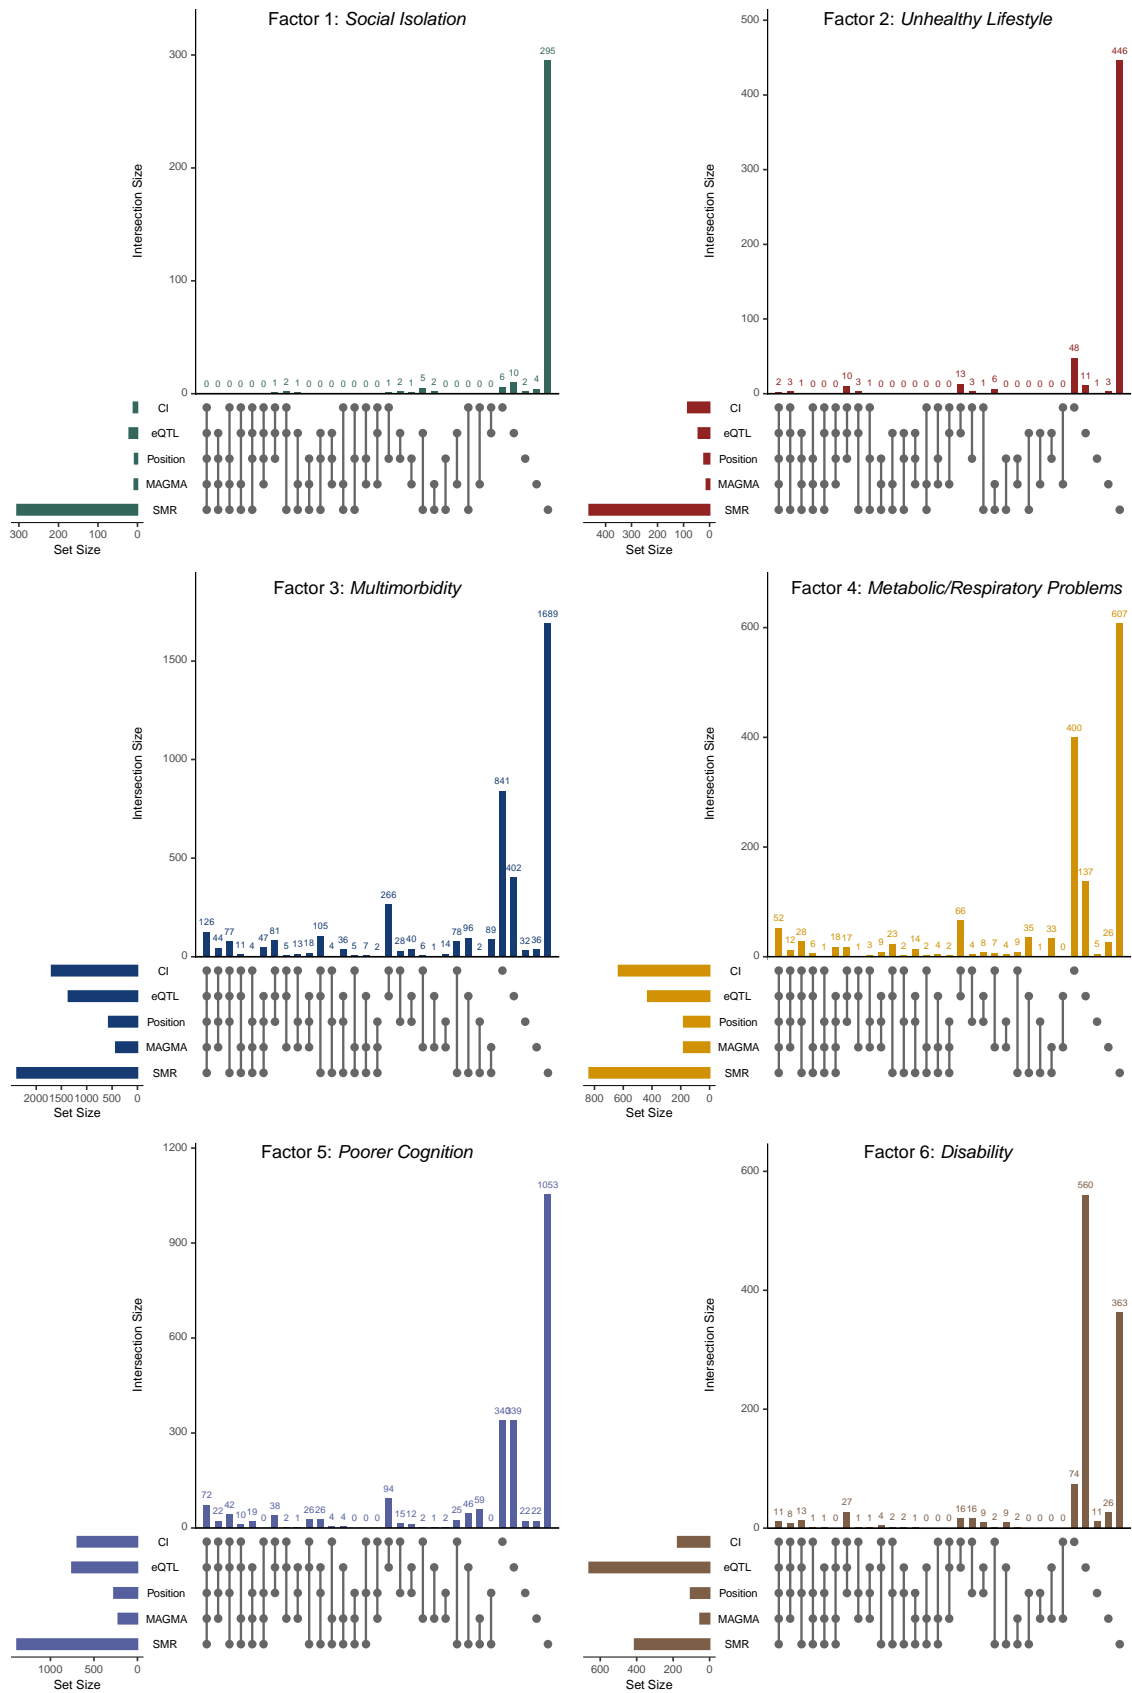 Factor 1: Social Isolation
300
200
100
0
Intersection Size
0 0 0 0 0 0 1 2 1 0 0 0 0 0 0 0 1 2 1 5 2 0 0 0 0 0 6 10 2 4 295
CI
eQTL
Position
MAGMA
SMR
300 200 100 0
Set Size
Factor 2: Unhealthy Lifestyle
500
400
300
200
100
0
Intersection Size
2 3 1 0 0 0 10 3 1 0 0 0 0 0 0 0 13 3 1 6 0 0 0 0 0 0 48 11 1 3 446
CI
eQTL
Position
MAGMA
SMR
400 300 200 100 0
Set Size
Factor 3: Multimorbidity
1500
1000
500
0
Intersection Size
126 44 77 11 4 47 81 5 13 18 105 4 36 5 7 2 266 28 40 6 1 14 78 96 2 89 841 402 32 36 1689
CI
eQTL
Position
MAGMA
SMR
2000 1500 1000 500 0
Set Size
Factor 4: Metabolic/Respiratory Problems
600
400
200
0
Intersection Size
52 12 28 6 1 18 17 1 3 9 23 2 14 2 4 2 66 4 8 7 4 9 35 1 33 0 400 137 5 26 607
CI
eQTL
Position
MAGMA
SMR
800 600 400 200 0
Set Size
Factor 5: Poorer Cognition
1200
900
600
300
0
Intersection Size
72 22 42 10 19 0 38 2 1 26 26 4 4 0 0 0 94 15 12 2 1 2 25 46 59 0 340 339 22 22 1053
CI
eQTL
Position
MAGMA
SMR
1000 500 0
Set Size
Factor 6: Disability
600
400
200
0
Intersection Size
11 8 13 1 1 0 27 1 1 4 2 2 1 0 0 0 16 16 9 2 9 2 0 0 0 0 74 560 11 26 363
CI
eQTL
Position
MAGMA
SMR
600 400 200 0
Set Size